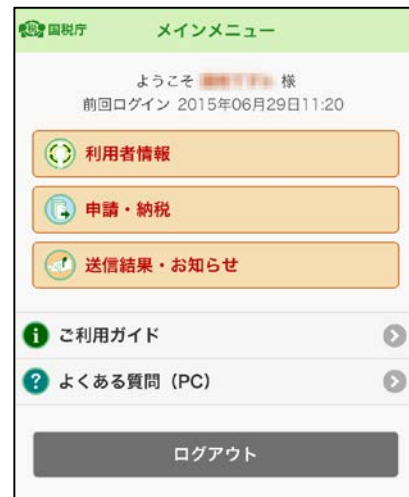 国税庁 メインメニュー
ようこそ 様
前回ログイン 2015年06月29日11:20
利用者情報
申請・納税
送信結果・お知らせ
ご利用ガイド
よくある質問（PC）
ログアウト